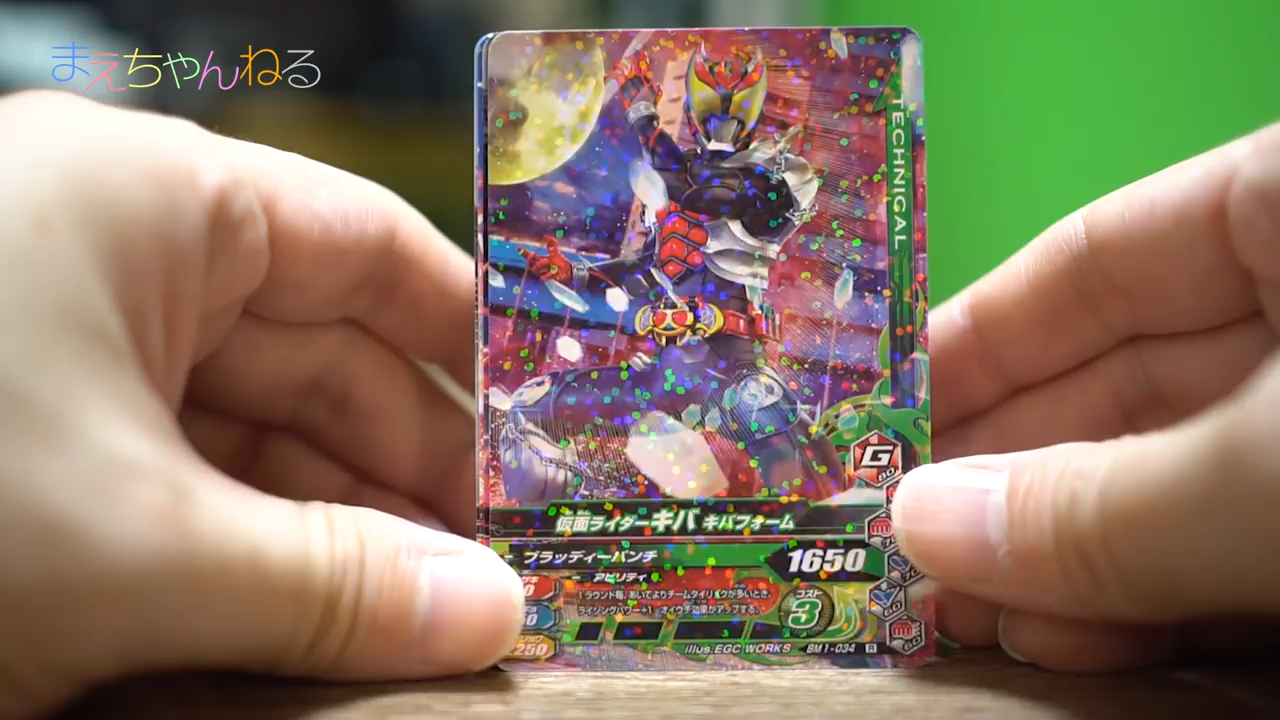 まえちゃんねる
TECHNICAL
G
80
仮面ライダーキバ キバフォーム
ブラッディーパンチ
1650
アビリティ
コスト
3
1ラウンド毎、あいてよりチームタイリョクが多いとき、
ライジングパワー+1。オイウチ効果がアップする。
250
60
60
illus.EGC WORKS BM1-034 R